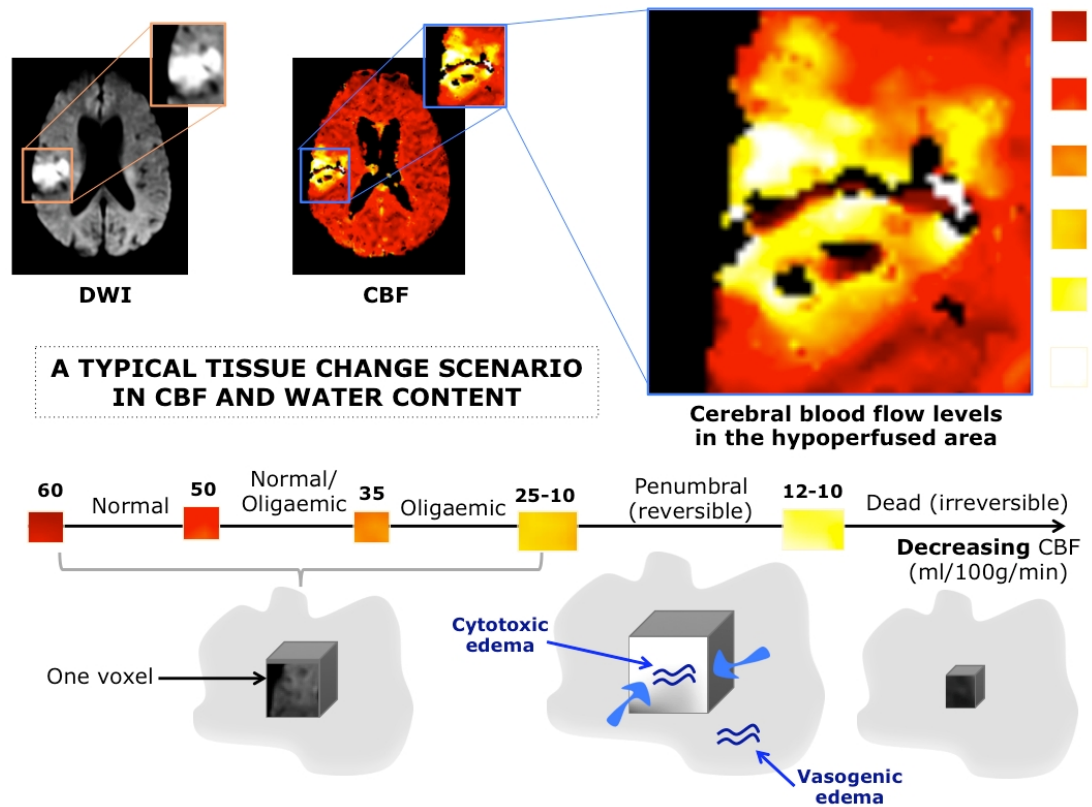 DWI
CBF
A TYPICAL TISSUE CHANGE SCENARIO
IN CBF AND WATER CONTENT
Cerebral blood flow levels
in the hypoperfused area
60
Normal
50
Normal/
Oligaemic
35
Oligaemic
25-10
Penumbral
(reversible)
12-10
Dead (irreversible)
Decreasing CBF
(ml/100g/min)
One voxel
Cytotoxic
edema
Vasogenic
edema